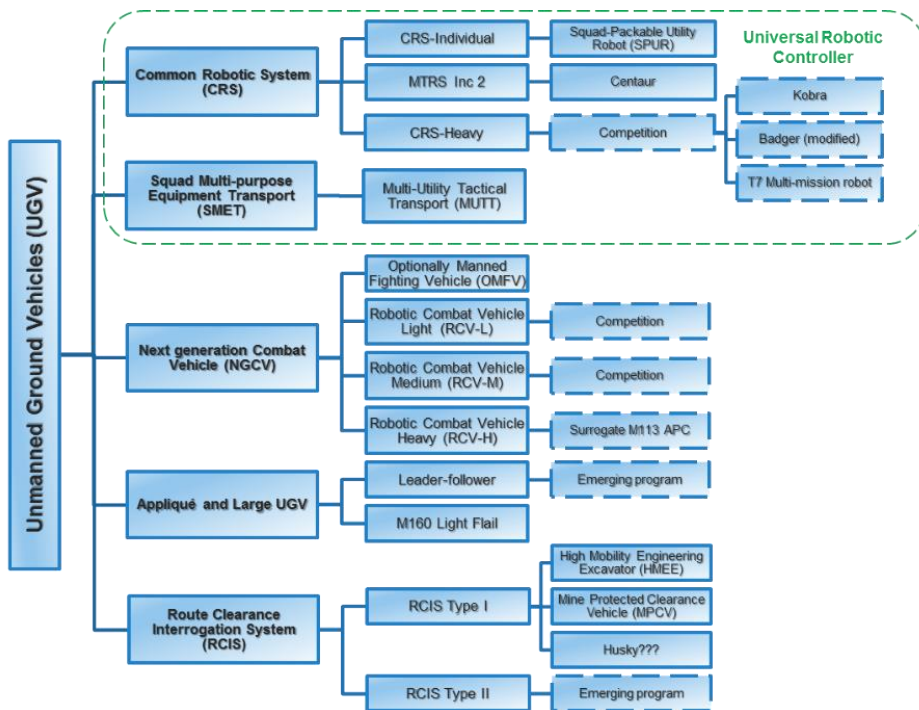 Unmanned Ground Vehicles (UGV)
Universal Robotic
Controller
Common Robotic System
(CRS)
CRS-Individual
Squad-Packable Utility
Robot (SPUR)
MTRS Inc 2
Centaur
CRS-Heavy
Competition
Kobra
Badger (modified)
T7 Multi-mission robot
Squad Multi-purpose
Equipment Transport
(SMET)
Multi-Utility Tactical
Transport (MUTT)
Next generation Combat
Vehicle (NGCV)
Optionally Manned
Fighting Vehicle (OMFV)
Robotic Combat Vehicle
Light (RCV-L)
Competition
Robotic Combat Vehicle
Medium (RCV-M)
Competition
Robotic Combat Vehicle
Heavy (RCV-H)
Surrogate M113 APC
Appliqué and Large UGV
Leader-follower
Emerging program
M160 Light Flail
Route Clearance
Interrogation System
(RCIS)
RCIS Type I
High Mobility Engineering
Excavator (HMEE)
Mine Protected Clearance
Vehicle (MPCV)
Husky???
RCIS Type II
Emerging program